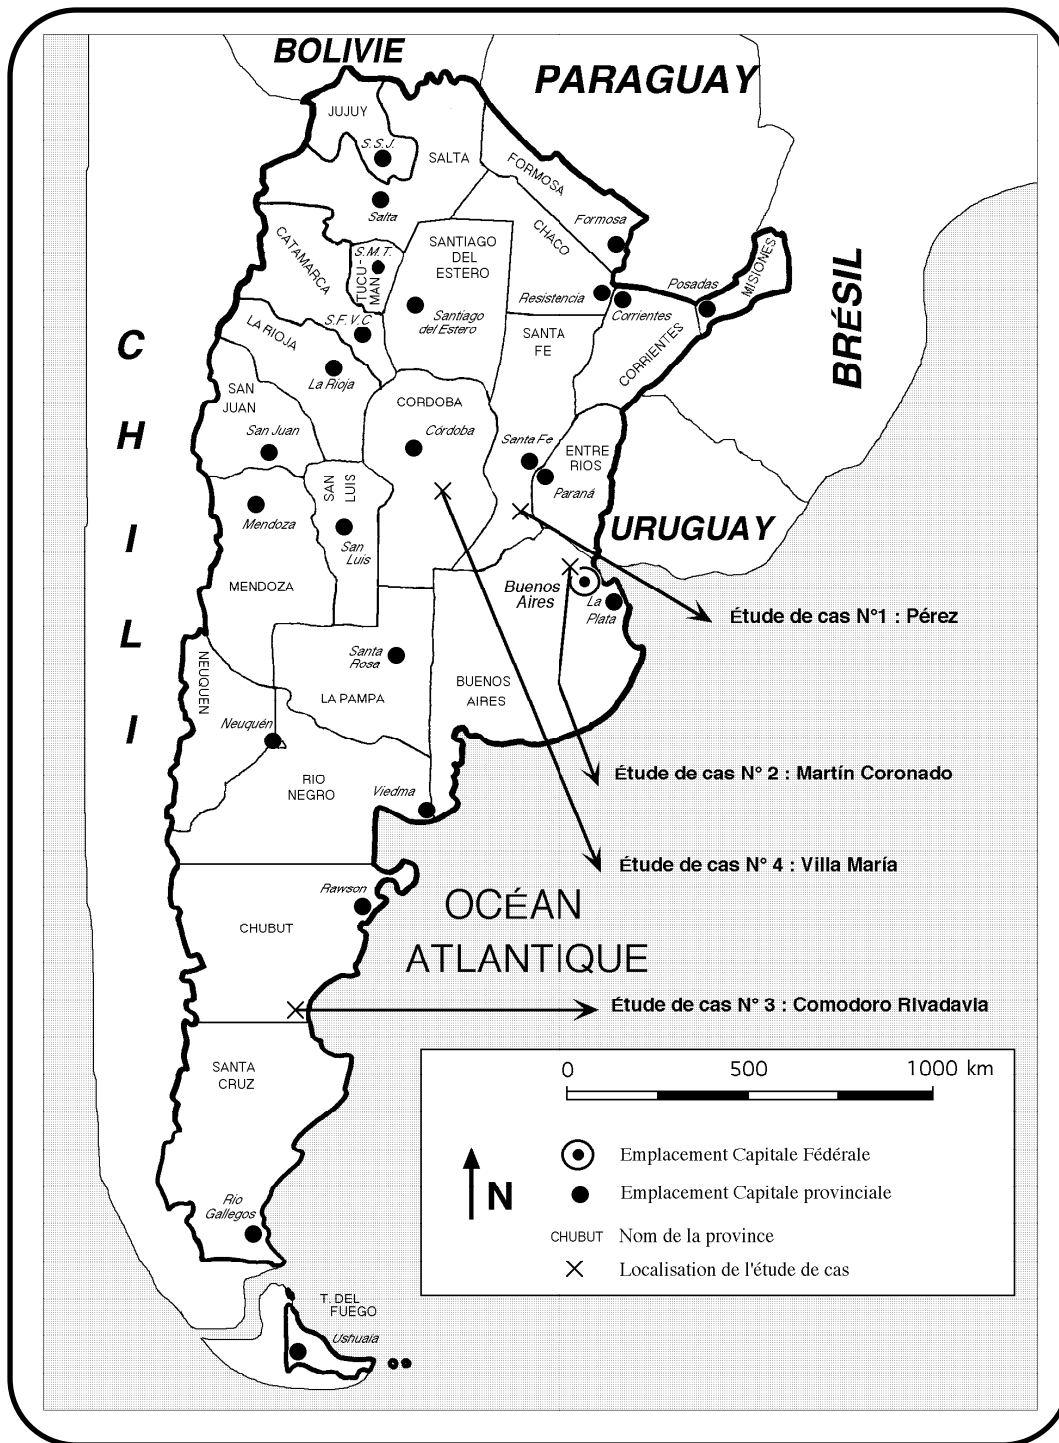 BOLIVIE
PARAGUAY
JUJUY
S.S.J.
SALTA
FORMOSA
Salta
Formosa
CATAMARCA
SANTIAGO
DEL
ESTERO
CHACO
S.M.T.
TUCU-
MAN
MISIONES
Posadas
Resistencia
Corrientes
BRÉSIL
LA RIOJA
S.F.V.C
Santiago
del Estero
SANTA
FE
CORRIENTES
CHILI
La Rioja
SAN
JUAN
CORDOBA
San Juan
Córdoba
Santa Fe
ENTRE
RIOS
SAN
LUIS
Paraná
Mendoza
San
Luis
URUGUAY
MENDOZA
Buenos
Aires
La
Plata
Étude de cas N°1 : Pérez
NEUQUEN
Santa
Rosa
LA PAMPA
BUENOS
AIRES
Neuquén
RIO
NEGRO
Viedma
Étude de cas N° 2 : Martín Coronado
Étude de cas N° 4 : Villa María
Rawson
OCÉAN
ATLANTIQUE
CHUBUT
Étude de cas N° 3 : Comodoro Rivadavia
SANTA
CRUZ
0 500 1000 km
Emplacement Capitale Fédérale
N
Emplacement Capitale provinciale
CHUBUT Nom de la province
Localisation de l'étude de cas
Rio
Gallegos
T. DEL
FUEGO
Ushuaia